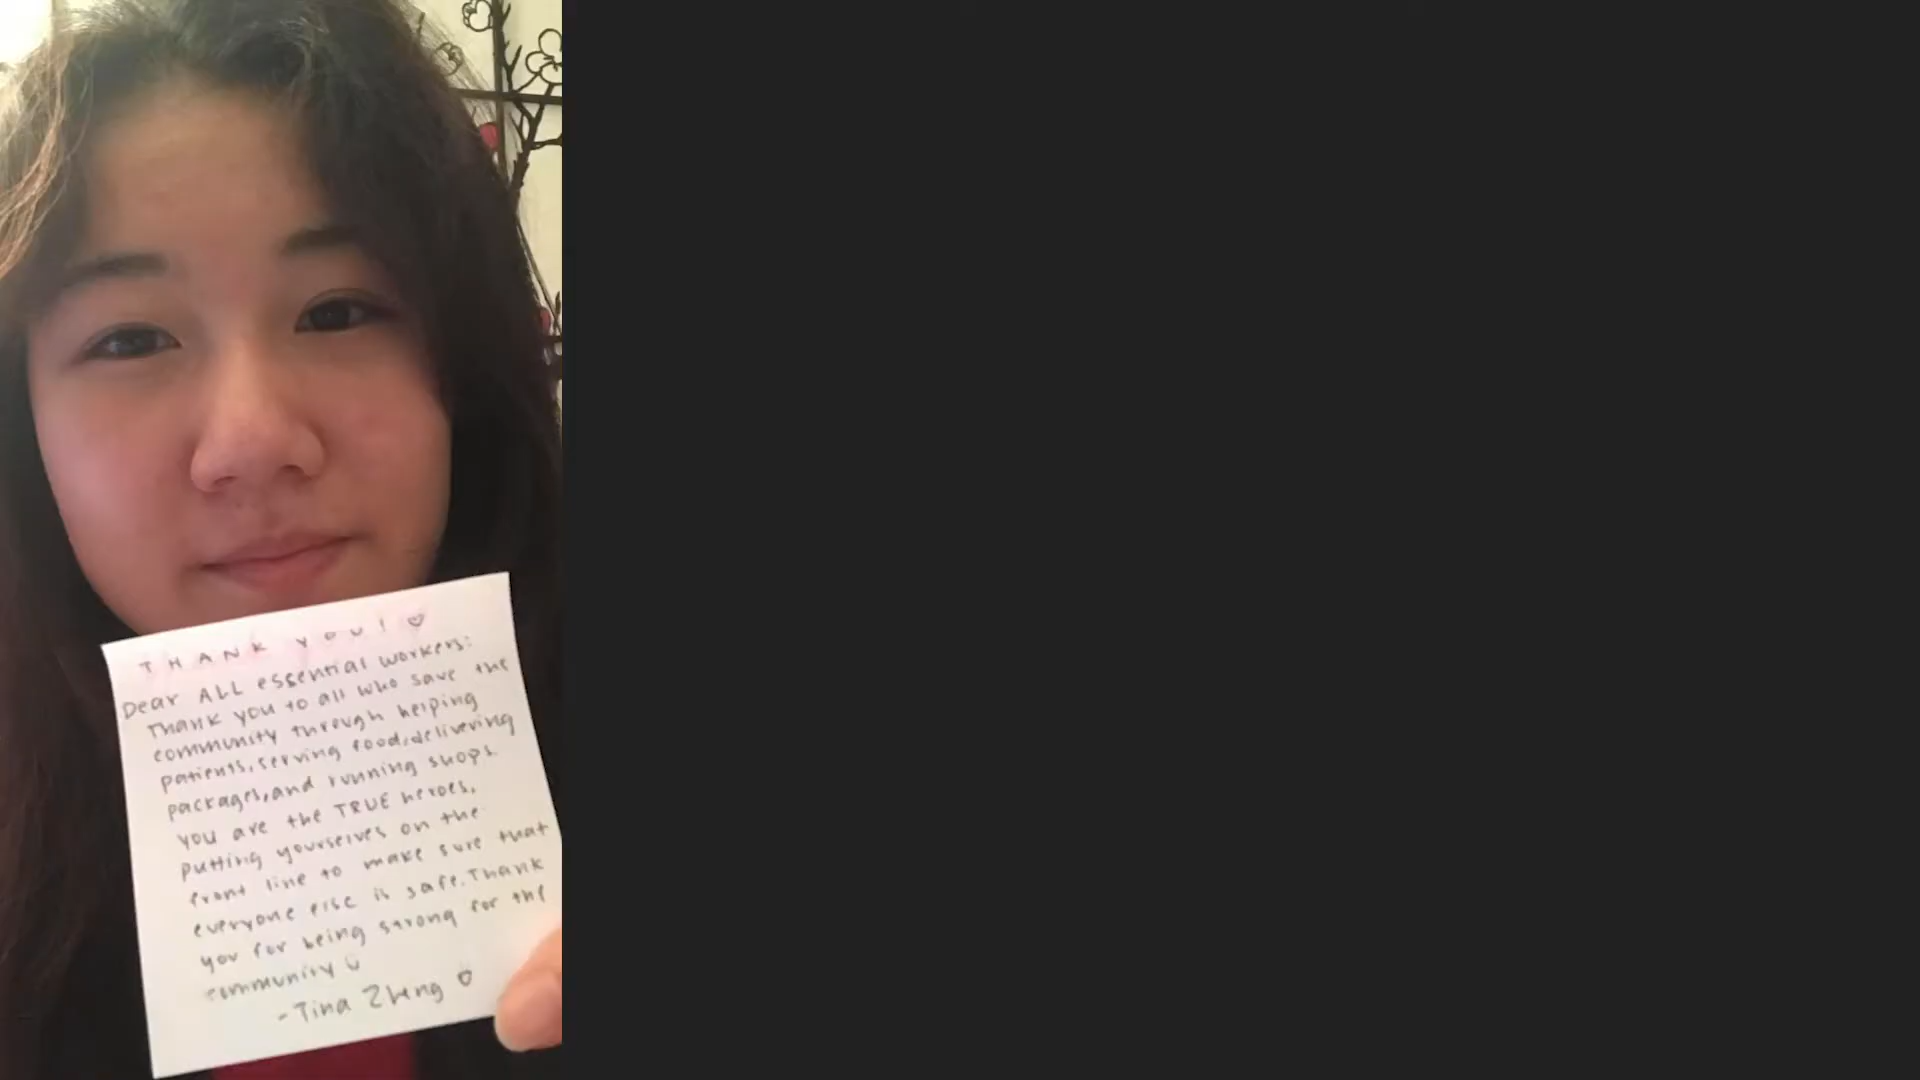 THANK YOU! ♡
Dear ALL essential workers:
Thank you to all who save the
community through helping
patients, serving food, delivering
packages, and running shops.
you are the TRUE heroes,
putting yourselves on the
front line to make sure that
everyone else is safe. Thank
you for being strong for the
community
- Tina Zheng ♡